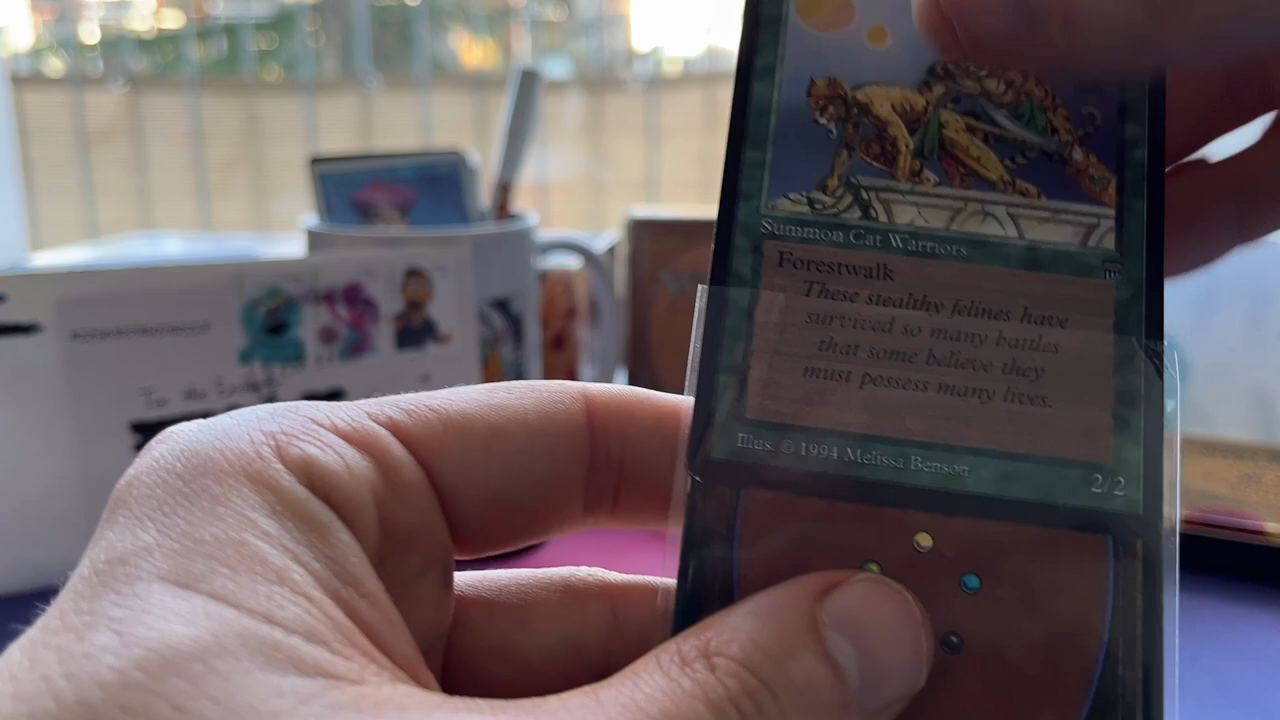 Summon Cat Warriors
Forestwalk
These stealthy felines have
survived so many battles
that some believe they
must possess many lives.
Illus. © 1994 Melissa Benson
2/2
To